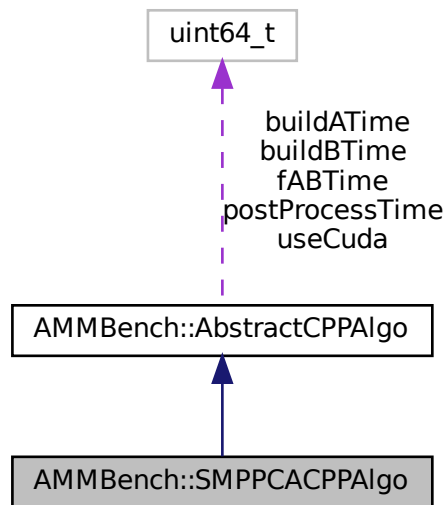 uint64_t
buildATime
buildBTime
fABTime
postProcessTime
useCuda
AMMBench::AbstractCPPAlgo
AMMBench::SMPPCACPPAlgo